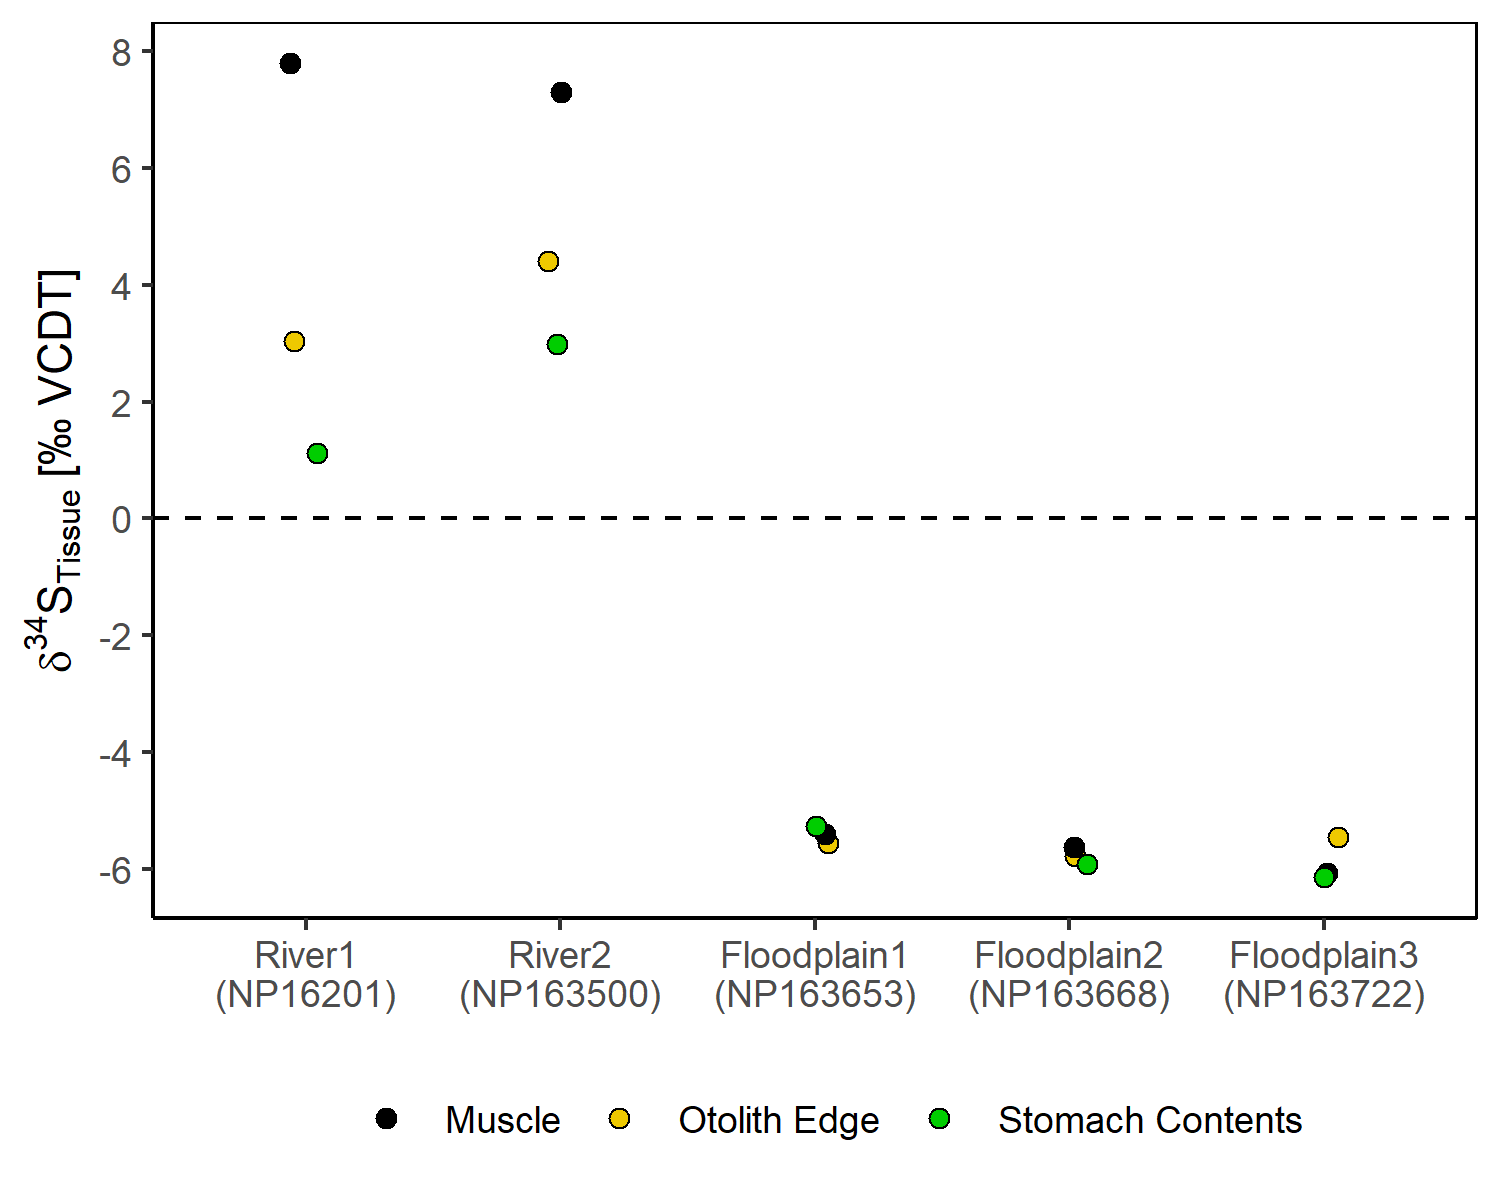 8
6
4
2
0
-2
-4
-6
δ³⁴S_Tissue [‰ VCDT]
River1 River2 Floodplain1 Floodplain2 Floodplain3
(NP16201) (NP163500) (NP163653) (NP163668) (NP163722)
Muscle Otolith Edge Stomach Contents